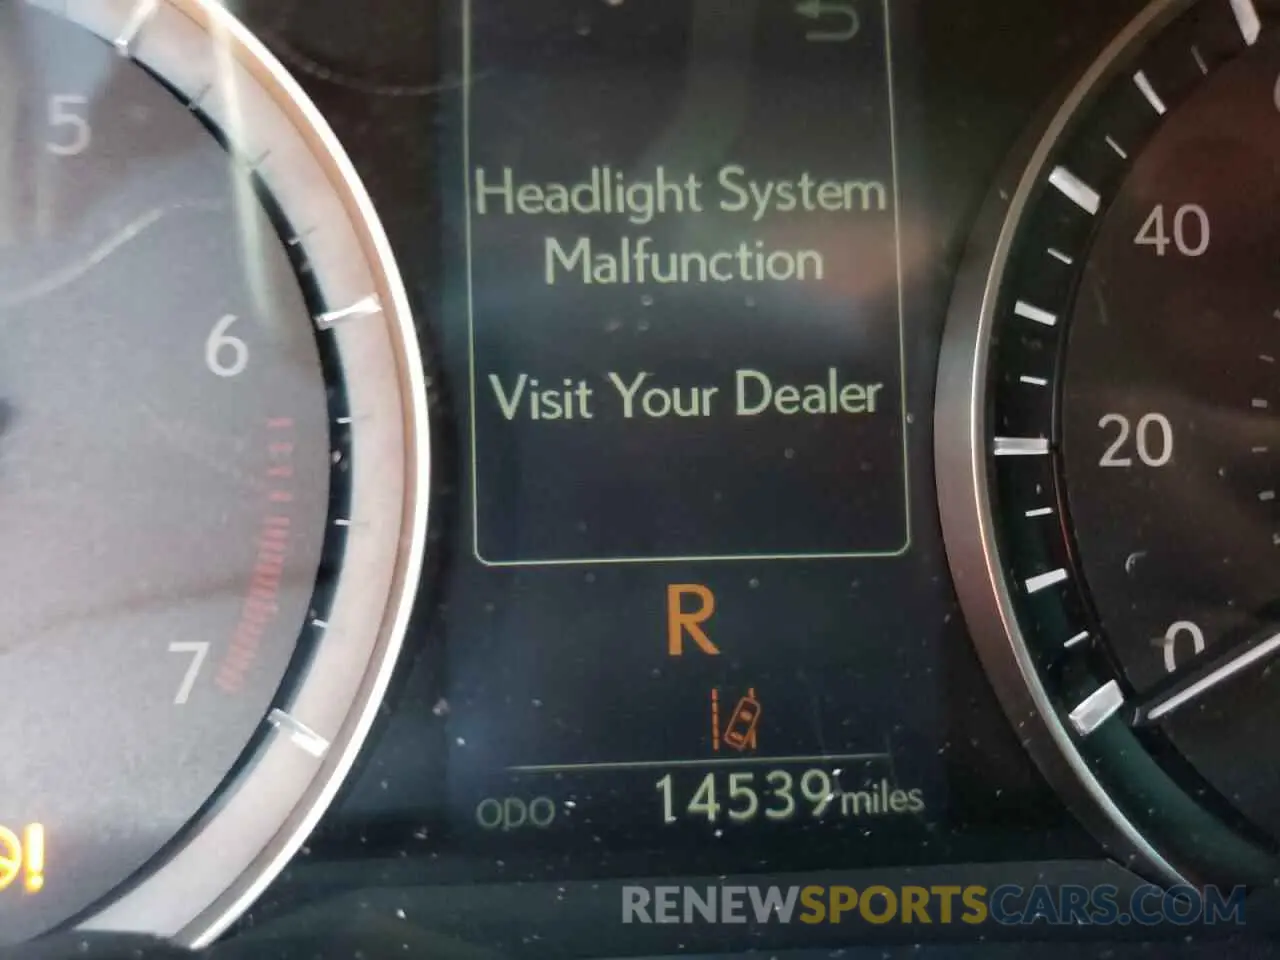 5
6
7
Headlight System
Malfunction
Visit Your Dealer
R
ODO 14539 miles
40
20
0
!
RENEWSPORTSCARS.COM